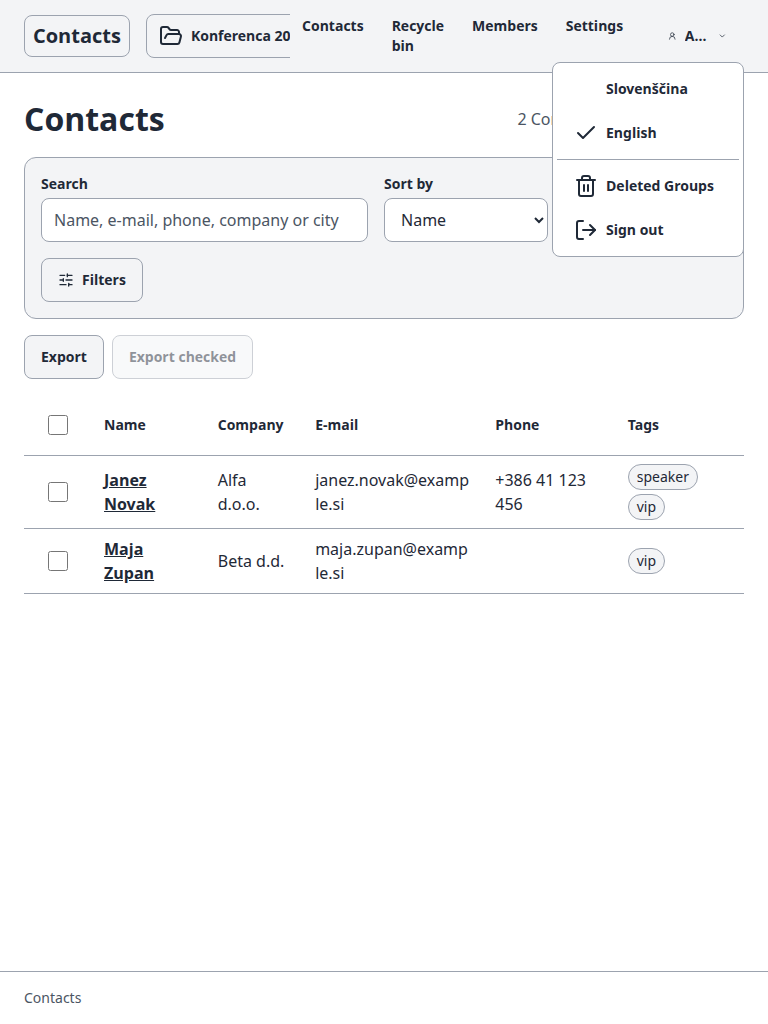 Contacts
Konferenca 20
Contacts
Recycle
bin
Members
Settings
A...
Slovenščina
English
Deleted Groups
Sign out
Contacts
2 Co
Search
Sort by
Name, e-mail, phone, company or city
Name
Filters
Export
Export checked
Name Company E-mail Phone Tags
Janez
Novak
Alfa
d.o.o.
janez.novak@examp
le.si
+386 41 123
456
speaker
vip
Maja
Zupan
Beta d.d.
maja.zupan@examp
le.si
vip
Contacts